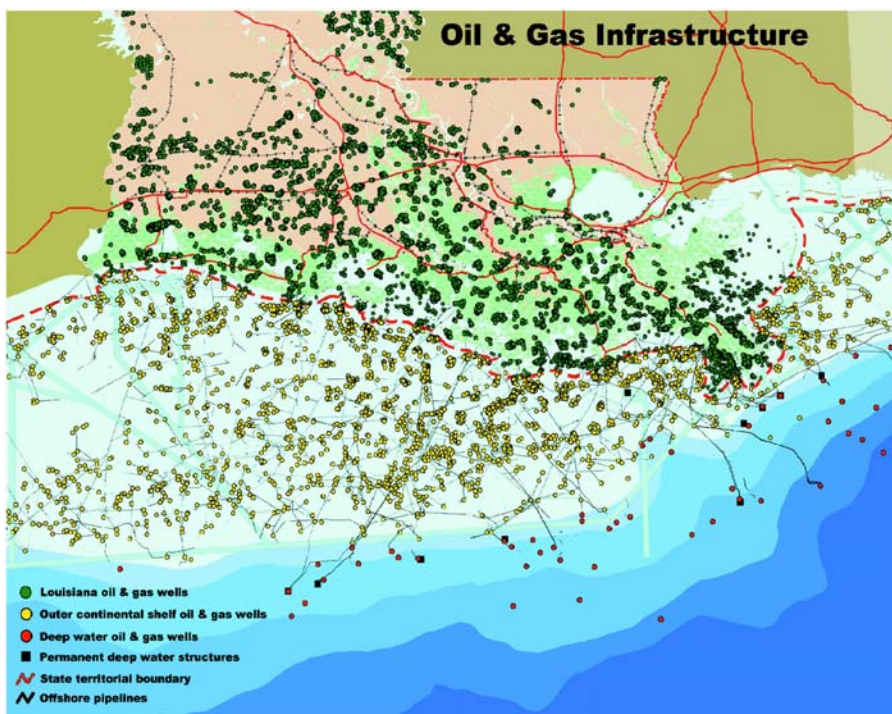 Oil & Gas Infrastructure
Louisiana oil & gas wells
Outer continental shelf oil & gas wells
Deep water oil & gas wells
Permanent deep water structures
State territorial boundary
Offshore pipelines